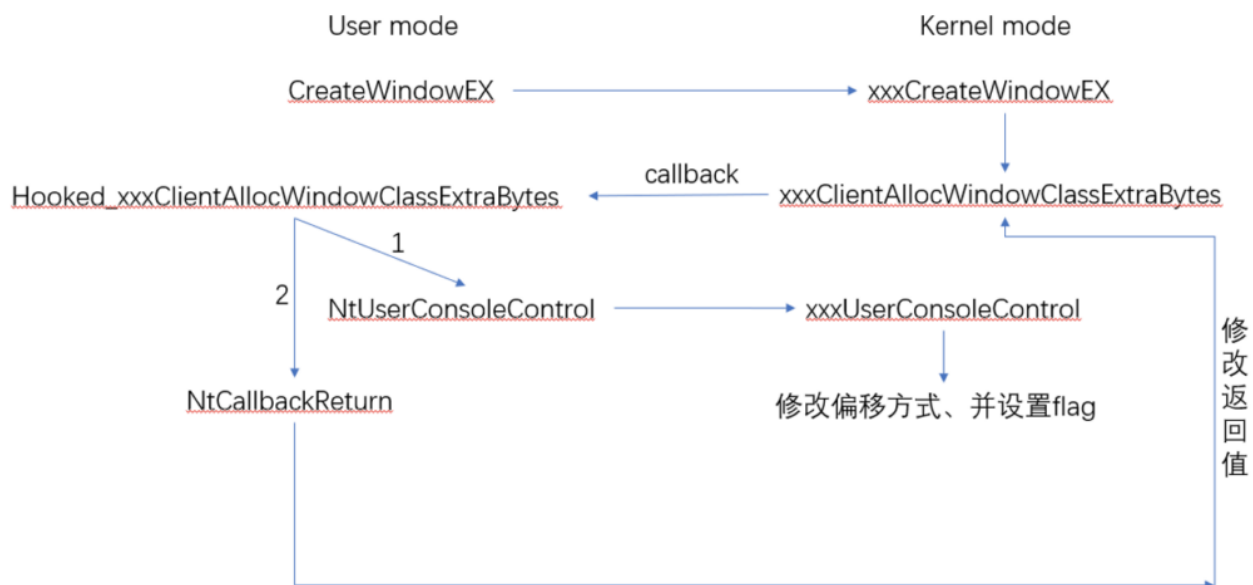 User mode
Kernel mode
CreateWindowEX
xxxCreateWindowEX
callback
Hooked_xxxClientAllocWindowClassExtraBytes
xxxClientAllocWindowClassExtraBytes
1
2
NtUserConsoleControl
xxxUserConsoleControl
修改返回值
NtCallbackReturn
修改偏移方式、并设置flag